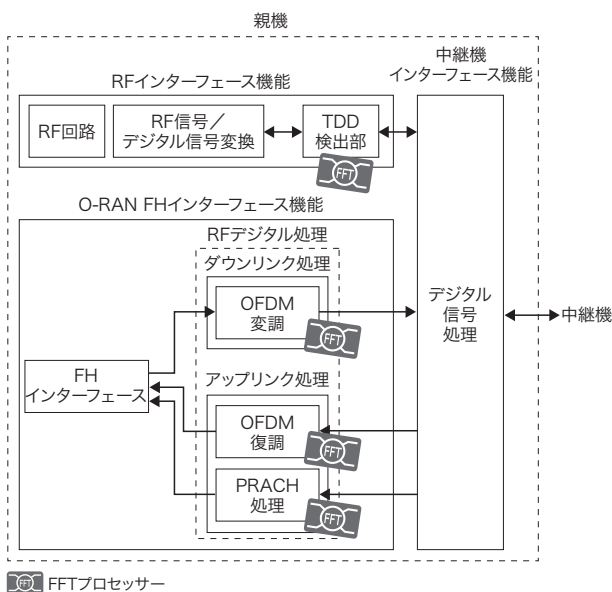 親機
中継機
インターフェース機能
RFインターフェース機能
RF回路
RF信号／
デジタル信号変換
TDD
検出部
FFT
O-RAN FHインターフェース機能
RFデジタル処理
ダウンリンク処理
OFDM
変調
FFT
デジタル
信号
処理
中継機
FH
インターフェース
アップリンク処理
OFDM
復調
FFT
PRACH
処理
FFT
FFT FFTプロセッサー